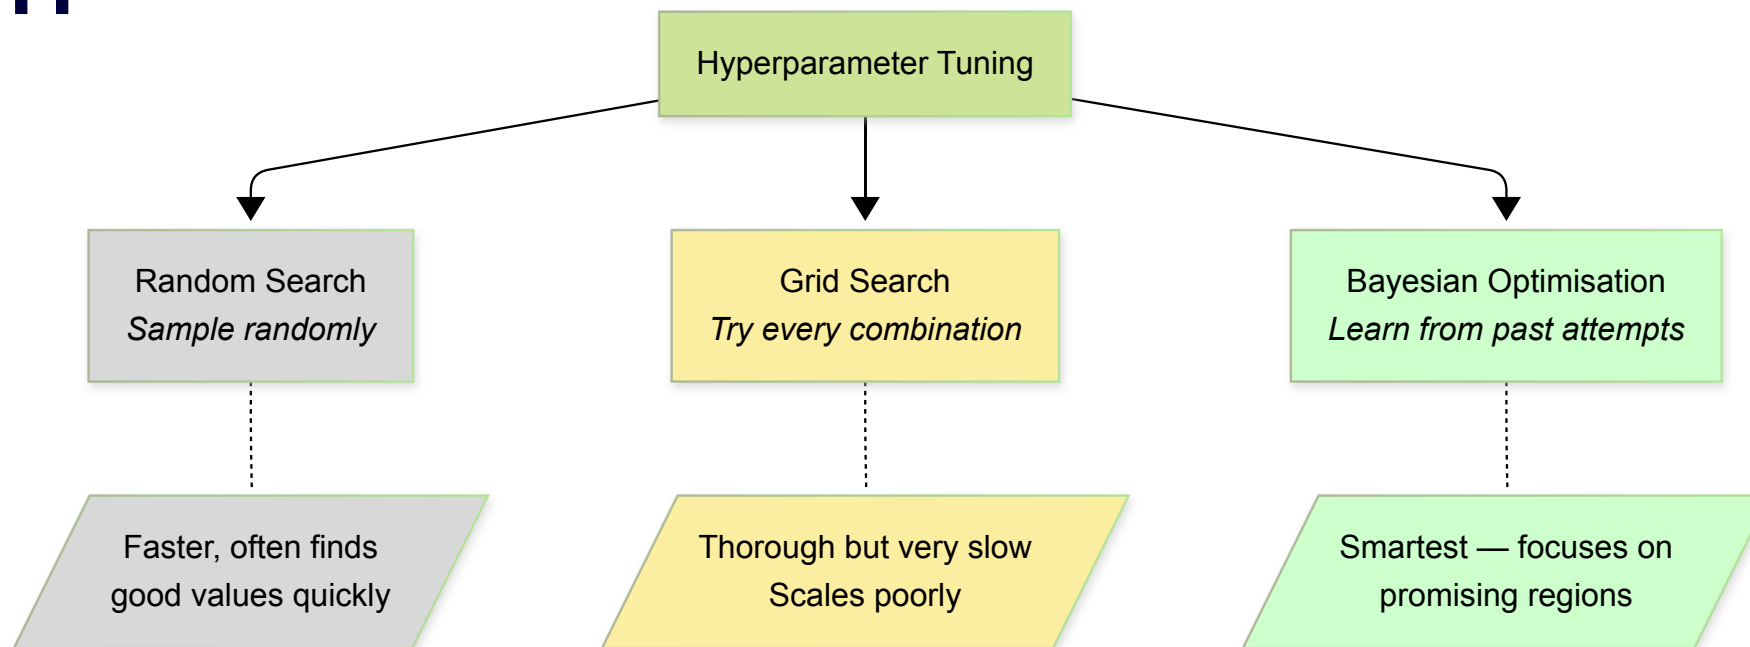 Hyperparameter Tuning
Random Search
Sample randomly
Grid Search
Try every combination
Bayesian Optimisation
Learn from past attempts
Faster, often finds
good values quickly
Thorough but very slow
Scales poorly
Smartest — focuses on
promising regions